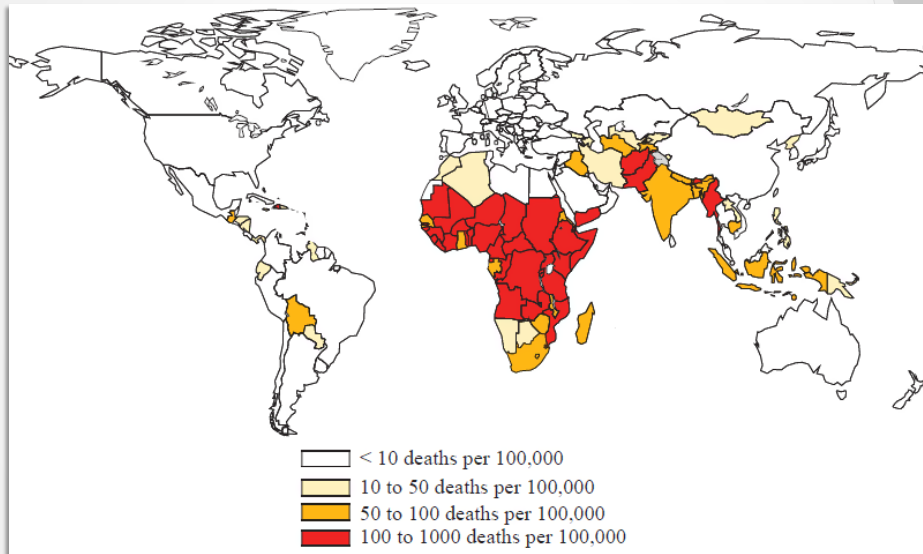 < 10 deaths per 100,000
10 to 50 deaths per 100,000
50 to 100 deaths per 100,000
100 to 1000 deaths per 100,000